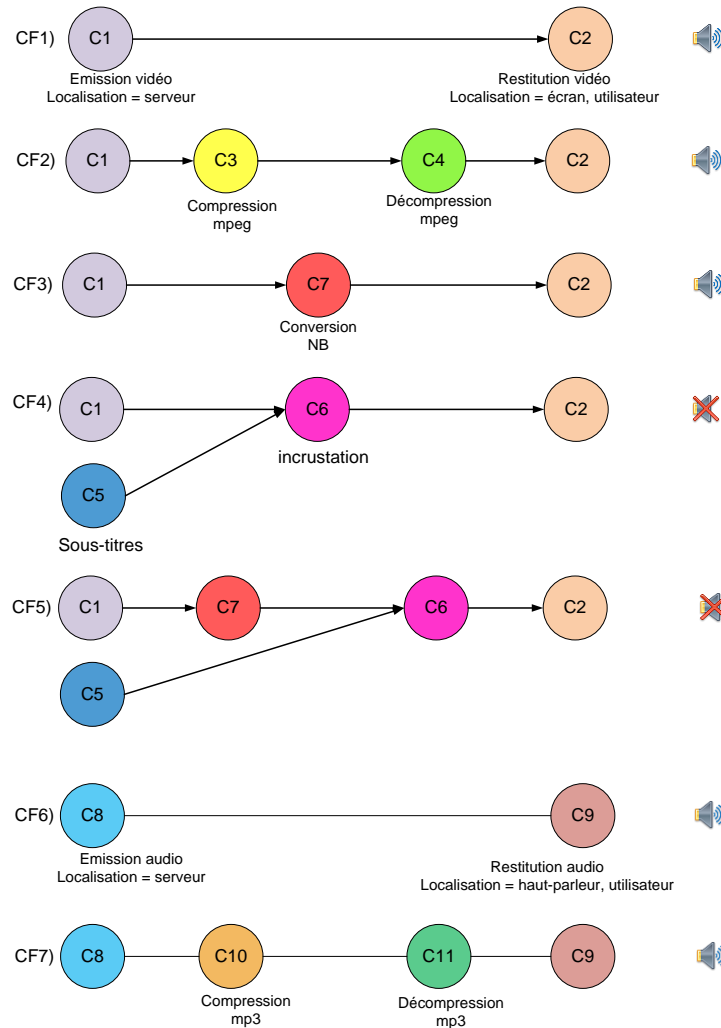 CF1) C1 C2
Emission vidéo Restitution vidéo
Localisation = serveur Localisation = écran, utilisateur
CF2) C1 C3 C4 C2
Compression Décompression
mpeg mpeg
CF3) C1 C7 C2
Conversion
NB
CF4) C1 C6 C2
incrustation
C5
Sous-titres
CF5) C1 C7 C6 C2
C5
CF6) C8 C9
Emission audio Restitution audio
Localisation = serveur Localisation = haut-parleur, utilisateur
CF7) C8 C10 C11 C9
Compression Décompression
mp3 mp3